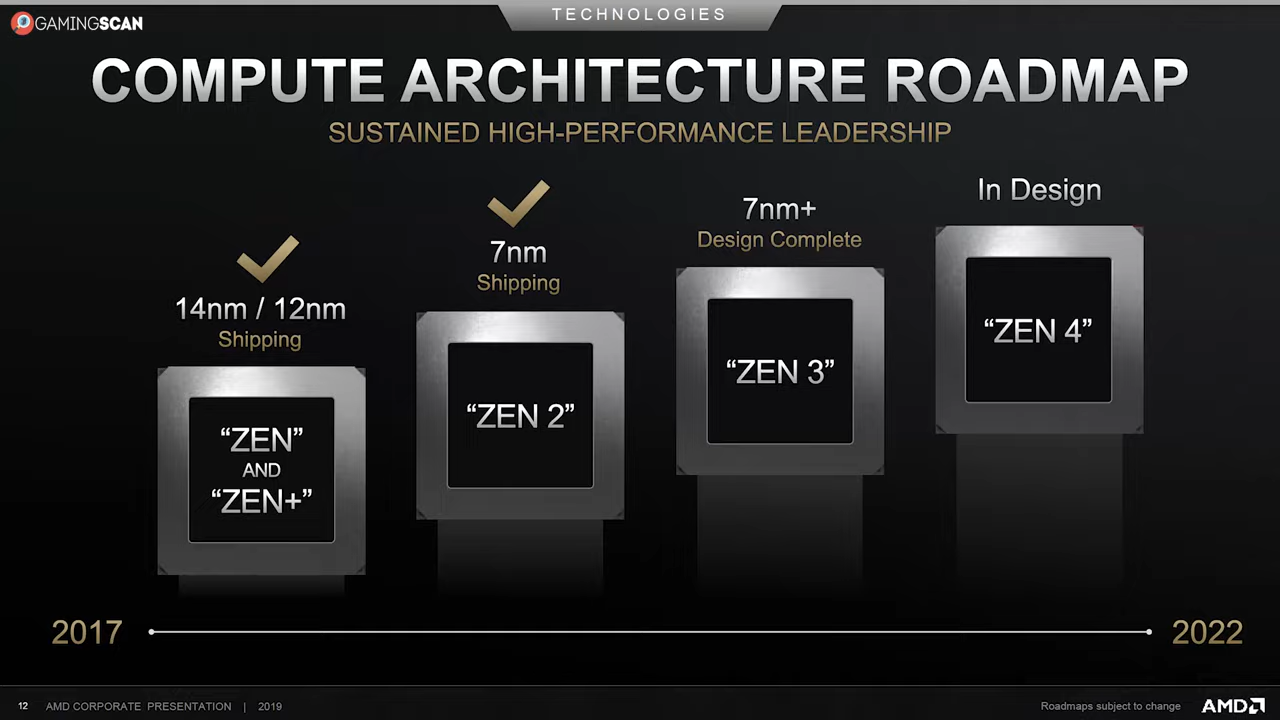 GAMINGSCAN
TECHNOLOGIES
COMPUTE ARCHITECTURE ROADMAP
SUSTAINED HIGH-PERFORMANCE LEADERSHIP
14nm / 12nm
Shipping
“ZEN”
AND
“ZEN+”
7nm
Shipping
“ZEN 2”
7nm+
Design Complete
“ZEN 3”
In Design
“ZEN 4”
2017
2022
12 AMD CORPORATE PRESENTATION | 2019
Roadmaps subject to change
AMD